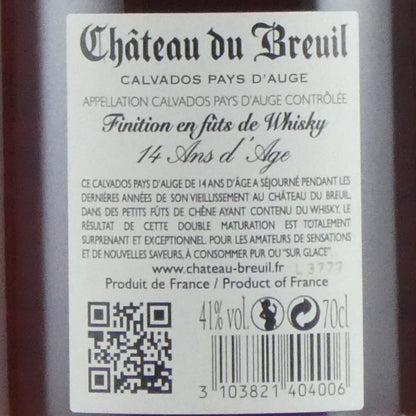 Château du Breuil
CALVADOS PAYS D'AUGE
APPELLATION CALVADOS PAYS D'AUGE CONTRÔLÉE
Finition en fûts de Whisky
14 Ans d'Age
CE CALVADOS PAYS D'AUGE DE 14 ANS D'ÂGE A SÉJOURNÉ PENDANT LES
DERNIÈRES ANNÉES DE SON VIEILLISSEMENT AU CHÂTEAU DU BREUIL,
DANS DES PETITS FÛTS DE CHÊNE AYANT CONTENU DU WHISKY. LE
RÉSULTAT DE CETTE DOUBLE MATURATION EST TOTALEMENT
SURPRENANT ET EXCEPTIONNEL. POUR LES AMATEURS DE SENSATIONS
ET DE NOUVELLES SAVEURS, À CONSOMMER PUR OU "SUR GLACE".
www.chateau-breuil.fr L3777
Produit de France / Product of France
41% vol. 70cl
3 103821 404006